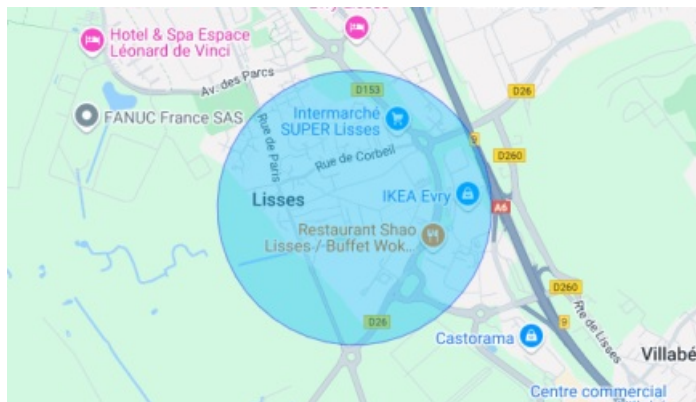 Hotel & Spa Espace
Léonard de Vinci
Av. des Parcs
D153
D26
FANUC France SAS
Intermarché
SUPER Lisses
Rue de Paris
Rue de Corbeil
9
D260
Lisses
IKEA Evry
A6
Restaurant Shao
Lisses / Buffet Wok...
D260
Rte de Lisses
D26
9
Castorama
Villabé
Centre commercial